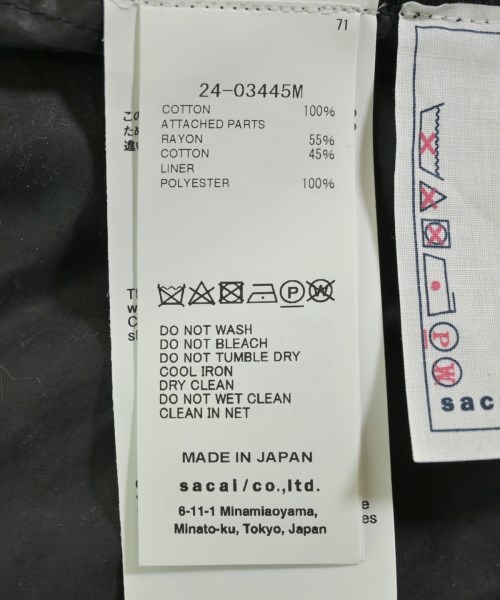 71
24-03445M
COTTON 100%
ATTACHED PARTS
RAYON 55%
COTTON 45%
LINER
POLYESTER 100%
P W
DO NOT WASH
DO NOT BLEACH
DO NOT TUMBLE DRY
COOL IRON
DRY CLEAN
DO NOT WET CLEAN
CLEAN IN NET
MADE IN JAPAN
sacai/co.,ltd.
6-11-1 Minamiaoyama,
Minato-ku, Tokyo, Japan
P W
sac